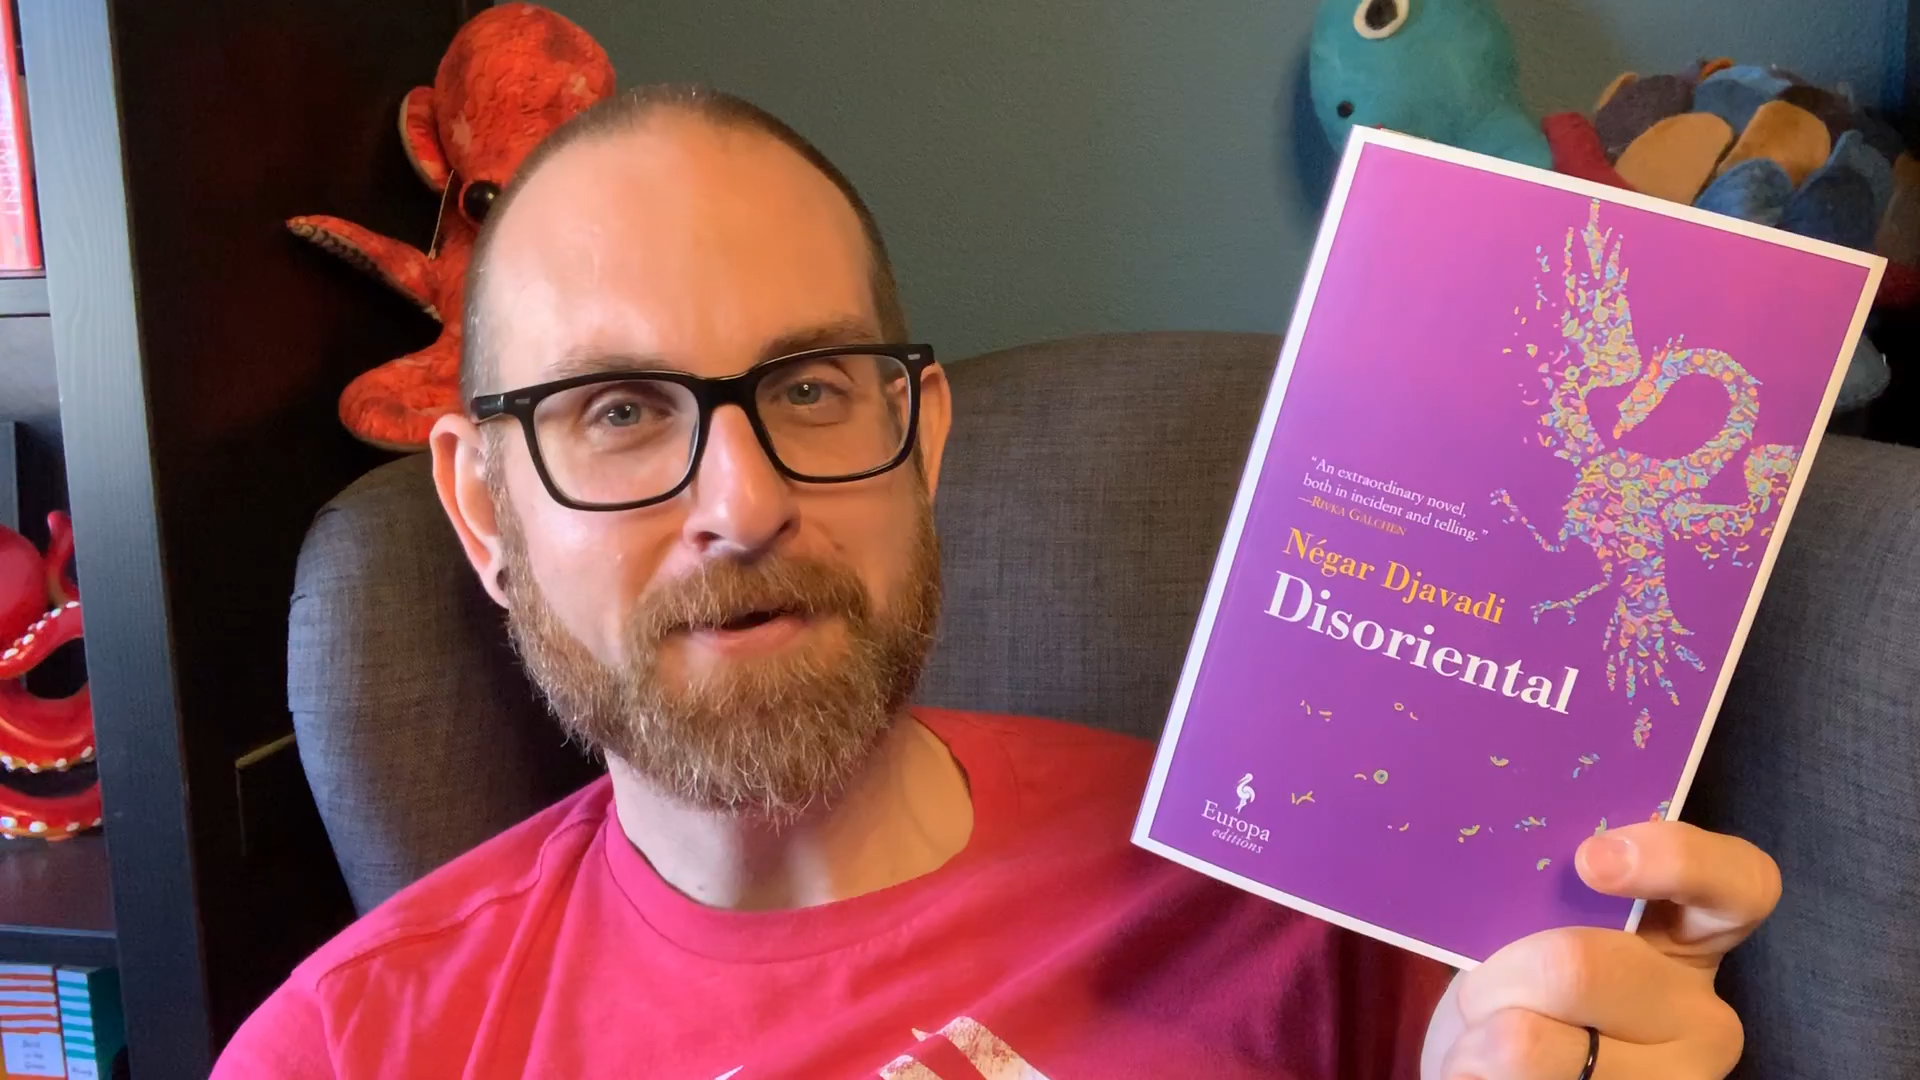 “An extraordinary novel,
both in incident and telling.”
—RIVKA GALCHEN
Négar Djavadi
Disoriental
Europa
editions